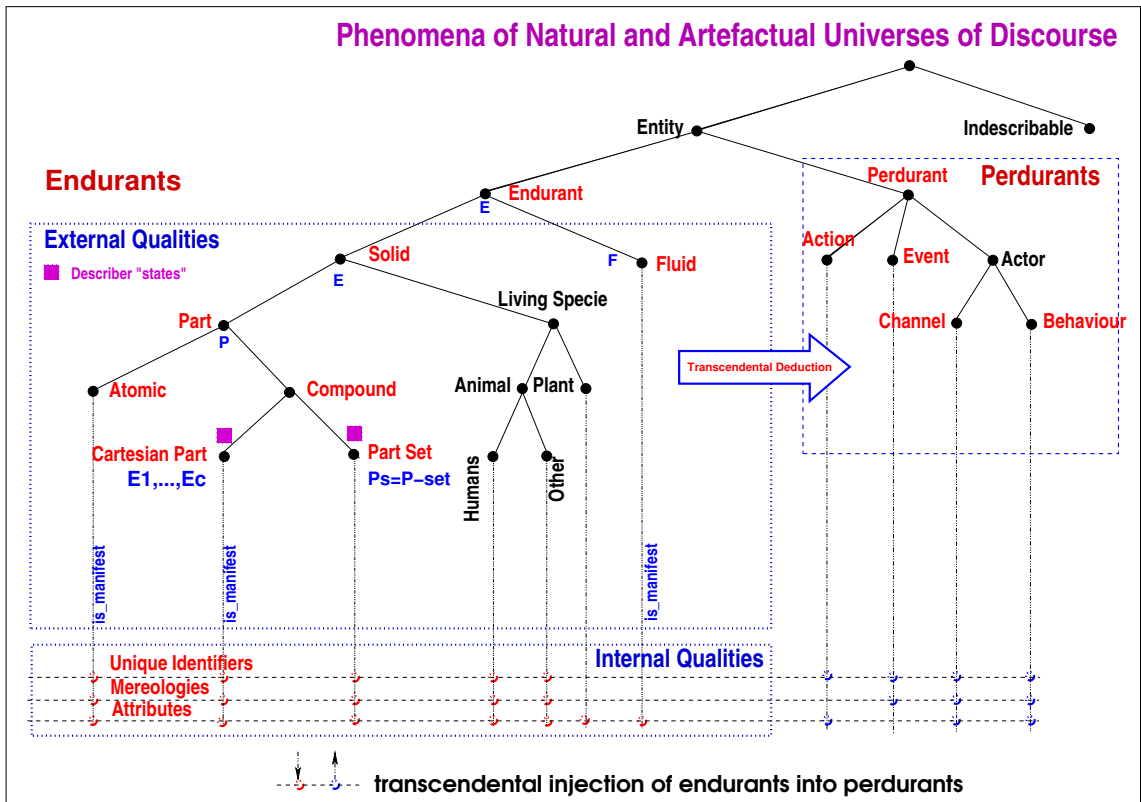 Phenomena of Natural and Artefactual Universes of Discourse
Entity
Indescribable
Endurants
Endurant
E
Perdurant
Perdurants
External Qualities
Describer "states"
Solid
E
F
Fluid
Action
Event
Actor
Living Specie
Part
P
Channel
Behaviour
Transcendental Deduction
Atomic
Compound
Animal
Plant
Cartesian Part
E1,...,Ec
Part Set
Ps=P-set
Humans
Other
is_manifest
is_manifest
is_manifest
Unique Identifiers
Internal Qualities
Mereologies
Attributes
transcendental injection of endurants into perdurants